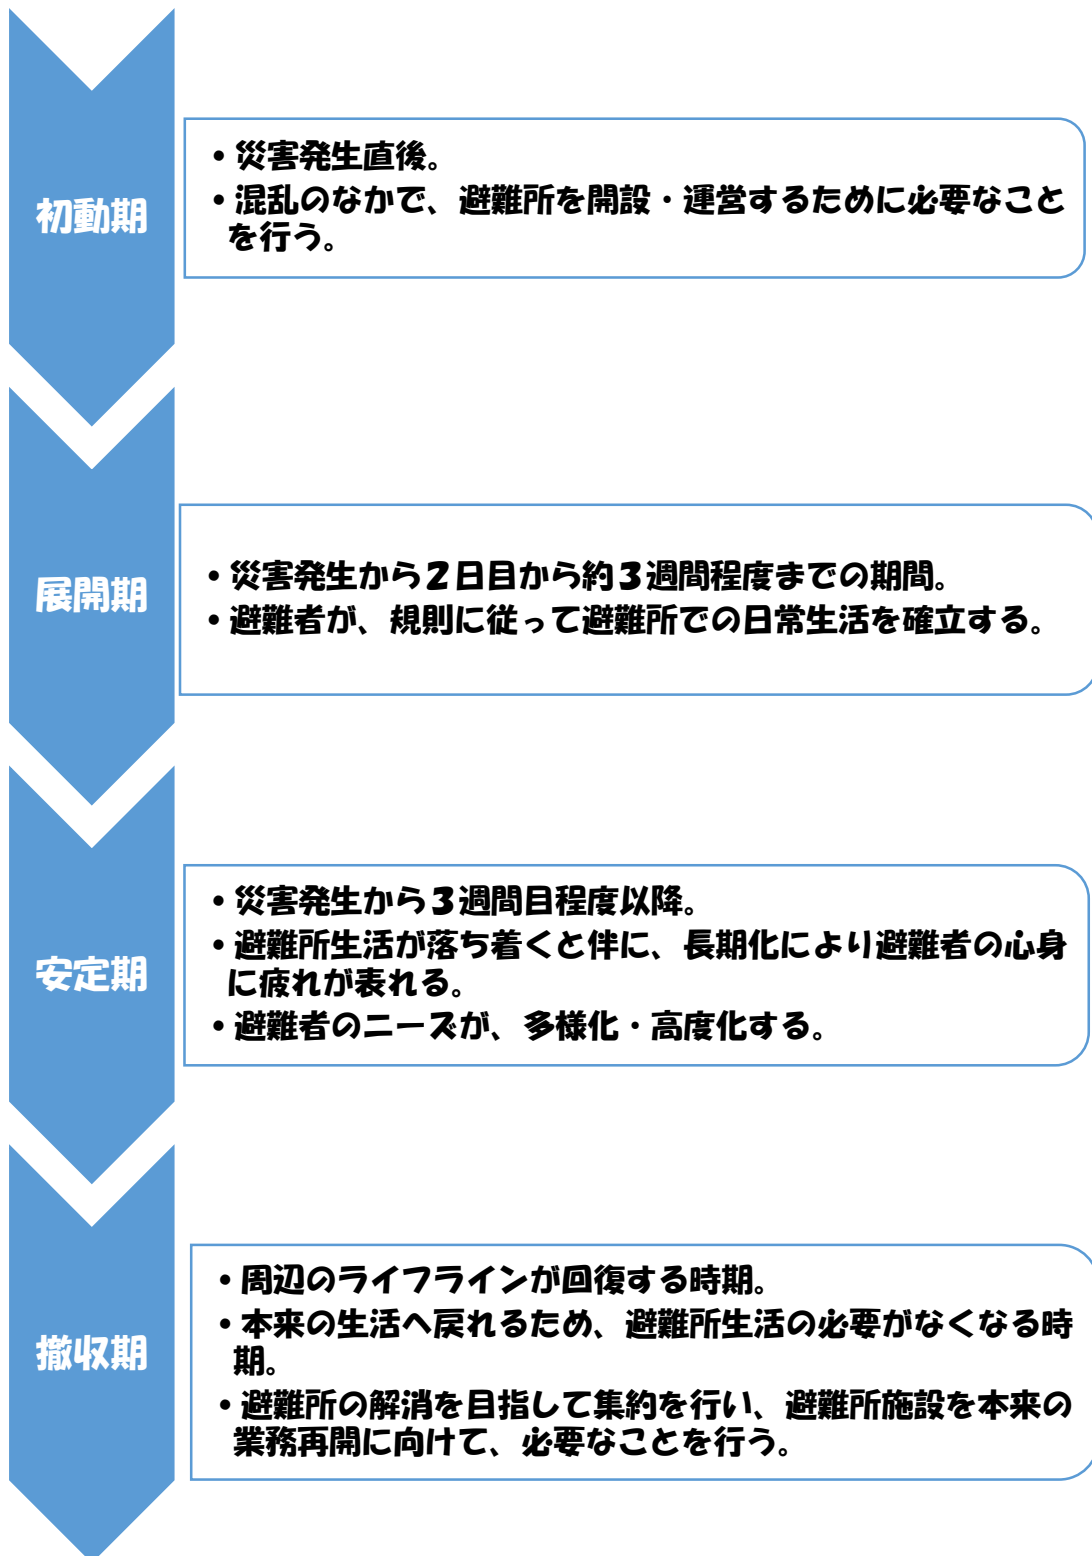 初動期
・災害発生直後。
・混乱のなかで、避難所を開設・運営するために必要なこと
を行う。
展開期
・災害発生から２日目から約３週間程度までの期間。
・避難者が、規則に従って避難所での日常生活を確立する。
安定期
・災害発生から３週間目程度以降。
・避難所生活が落ち着くと伴に、長期化により避難者の心身
に疲れが表れる。
・避難者のニーズが、多様化・高度化する。
撤収期
・周辺のライフラインが回復する時期。
・本来の生活へ戻れるため、避難所生活の必要がなくなる時
期。
・避難所の解消を目指して集約を行い、避難所施設を本来の
業務再開に向けて、必要なことを行う。